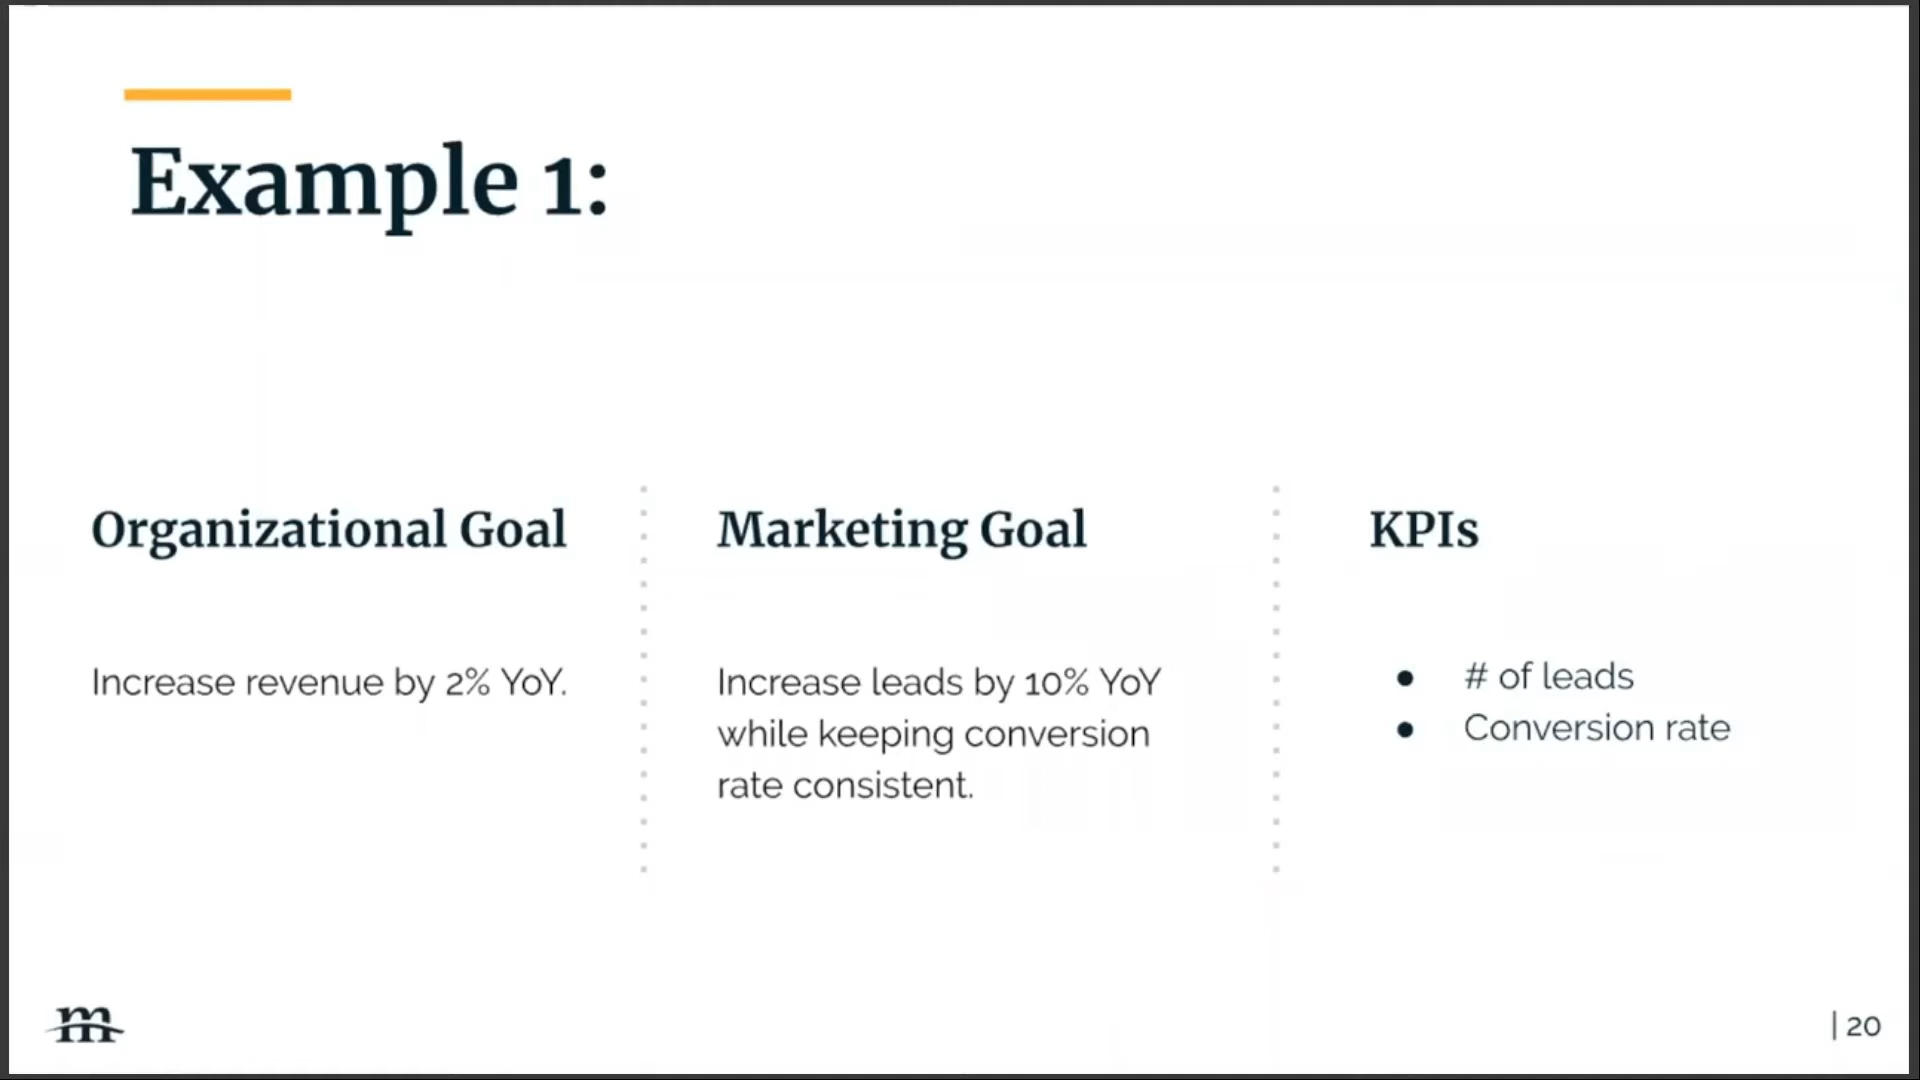 Example 1:
Organizational Goal
Increase revenue by 2% YoY.
Marketing Goal
Increase leads by 10% YoY
while keeping conversion
rate consistent.
KPIs
● # of leads
● Conversion rate
m
| 20